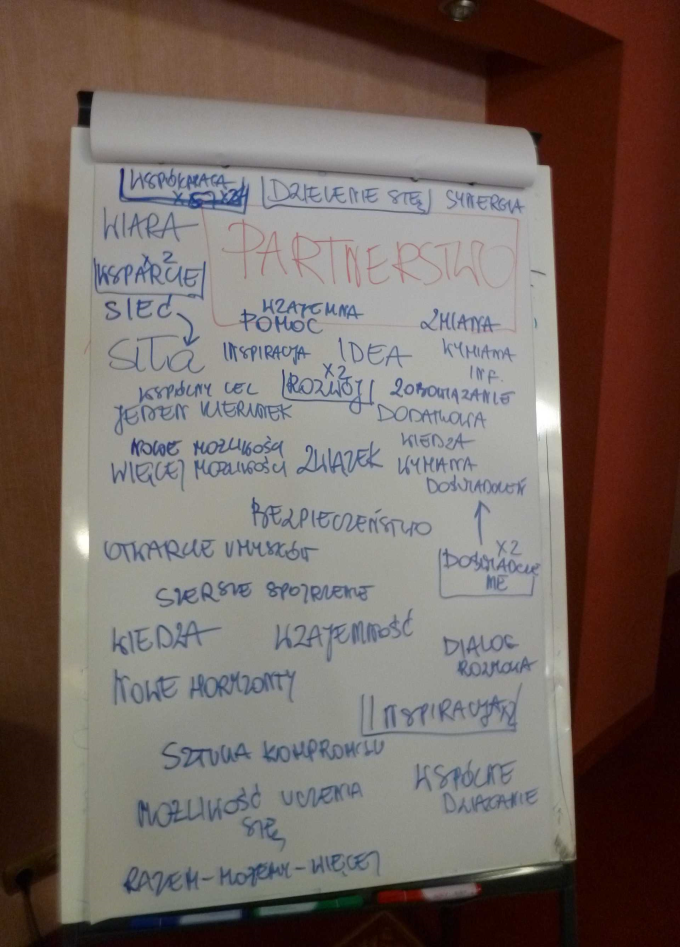 WSPÓŁPRACA DZIELENIE SIĘ SYNERGIA
WIARA
PARTNERSTWO
X2
WSPARCIE
SIEĆ
WZAJEMNA
POMOC
ZMIANA
SIŁA INSPIRACJA IDEA WYMIANA
INF.
X2
WSPÓLNY CEL ROZWÓJ ZOBOWIĄZANIE
JEDEN KIERUNEK DODATKOWA
WIEDZA
NOWE MOŻLIWOŚCI
WIĘCEJ MOŻLIWOŚCI ZWIĄZEK WYMIANA
DOŚWIADCZEŃ
BEZPIECZEŃSTWO
OTWARCIE UMYSŁÓW
X2
DOŚWIADCZE
NIE
SZERSZE SPOJRZENIE
WIEDZA WZAJEMNOŚĆ
DIALOG
ROZMOWA
NOWE HORYZONTY
INSPIRACJA
SZTUKA KOMPROMISU
WSPÓLNE
DZIAŁANIE
MOŻLIWOŚĆ UCZENIA
SIĘ
RAZEM-MOŻEMY-WIĘCEJ